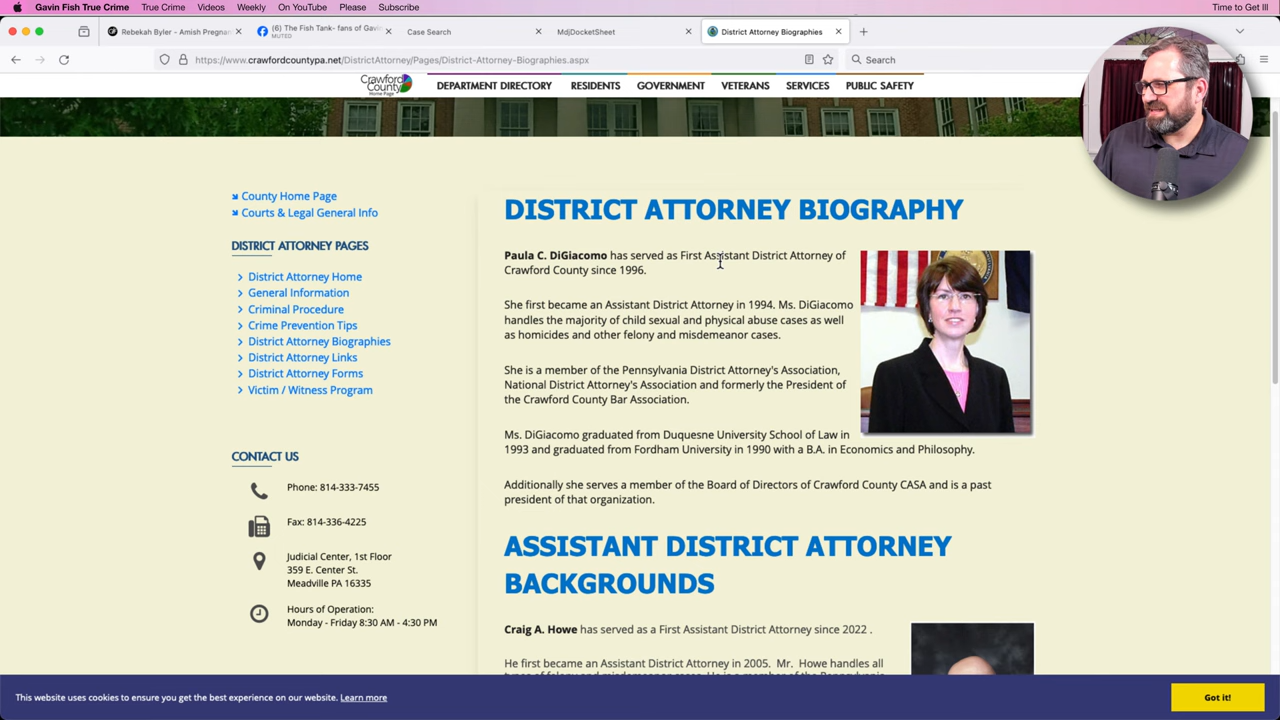 Gavin Fish True Crime True Crime Videos Weekly On YouTube Please Subscribe Time to Get Ill
Rebekah Byler - Amish Pregnan
(6) The Fish Tank- fans of Gavi
MUTED
Case Search
MdjDocketSheet
District Attorney Biographies
https://www.crawfordcountypa.net/DistrictAttorney/Pages/District-Attorney-Biographies.aspx
Search
Crawford
County
Home Page
DEPARTMENT DIRECTORY RESIDENTS GOVERNMENT VETERANS SERVICES PUBLIC SAFETY
County Home Page
Courts & Legal General Info
DISTRICT ATTORNEY PAGES
District Attorney Home
General Information
Criminal Procedure
Crime Prevention Tips
District Attorney Biographies
District Attorney Links
District Attorney Forms
Victim / Witness Program
CONTACT US
Phone: 814-333-7455
Fax: 814-336-4225
Judicial Center, 1st Floor
359 E. Center St.
Meadville PA 16335
Hours of Operation:
Monday - Friday 8:30 AM - 4:30 PM
DISTRICT ATTORNEY BIOGRAPHY
Paula C. DiGiacomo has served as First Assistant District Attorney of
Crawford County since 1996.
She first became an Assistant District Attorney in 1994. Ms. DiGiacomo
handles the majority of child sexual and physical abuse cases as well
as homicides and other felony and misdemeanor cases.
She is a member of the Pennsylvania District Attorney's Association,
National District Attorney's Association and formerly the President of
the Crawford County Bar Association.
Ms. DiGiacomo graduated from Duquesne University School of Law in
1993 and graduated from Fordham University in 1990 with a B.A. in Economics and Philosophy.
Additionally she serves a member of the Board of Directors of Crawford County CASA and is a past
president of that organization.
ASSISTANT DISTRICT ATTORNEY
BACKGROUNDS
Craig A. Howe has served as a First Assistant District Attorney since 2022 .
He first became an Assistant District Attorney in 2005. Mr. Howe handles all
This website uses cookies to ensure you get the best experience on our website. Learn more
Got it!